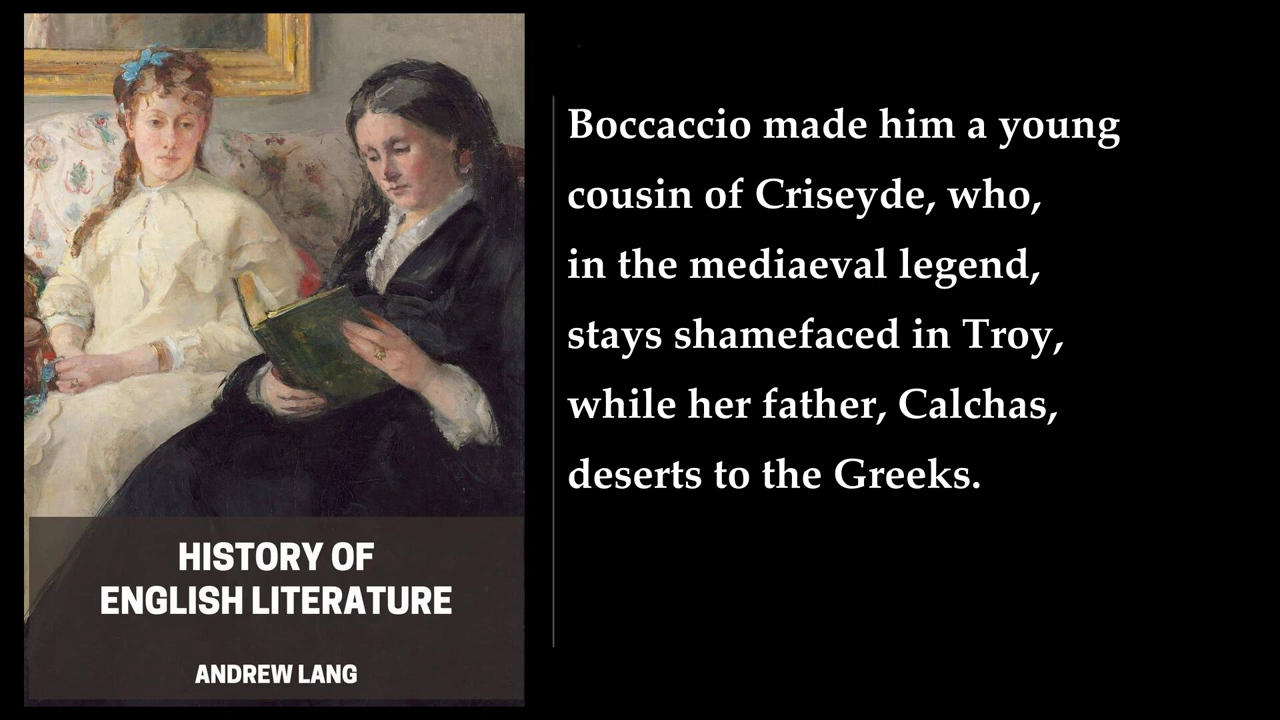 Boccaccio made him a young
cousin of Criseyde, who,
in the mediaeval legend,
stays shamefaced in Troy,
while her father, Calchas,
deserts to the Greeks.
HISTORY OF
ENGLISH LITERATURE
ANDREW LANG